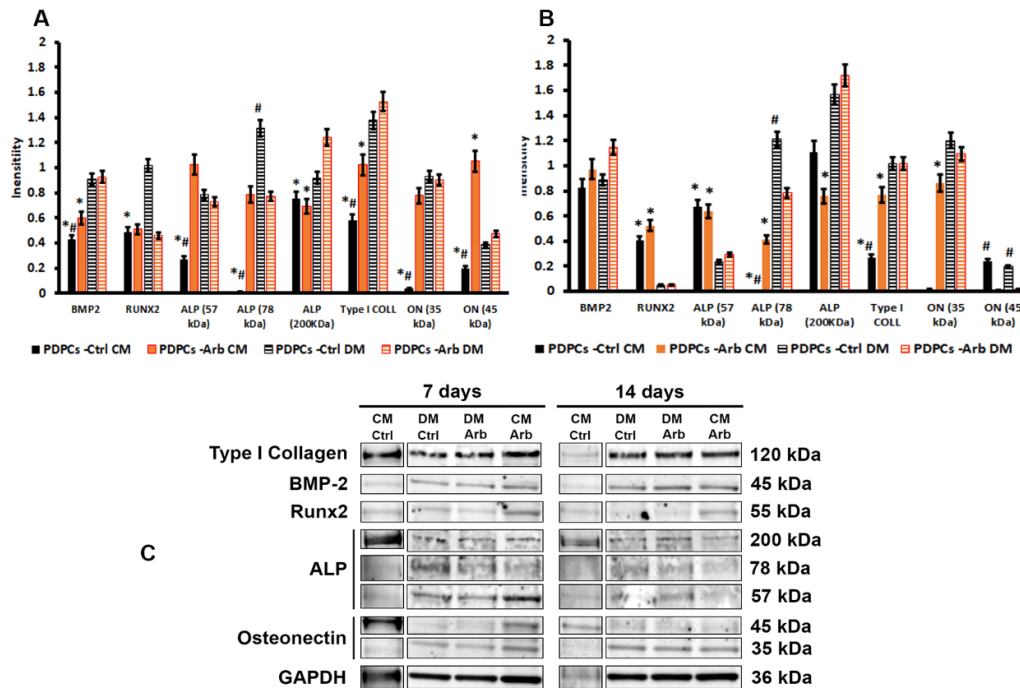 A
Inensitiity
2
1.8
1.6
1.4
1.2
1
0.8
0.6
0.4
0.2
0
* # * * * # * # # * * * # * * # * # *
BMP2 RUNX2 ALP (57 kDa) ALP (78 kDa) ALP (200KDa) Type I COLL ON (35 kDa) ON (45 kDa)
PDPCs -Ctrl CM PDPCs -Arb CM PDPCs -Ctrl DM PDPCs -Arb DM
B
Inensitiity
2
1.8
1.6
1.4
1.2
1
0.8
0.6
0.4
0.2
0
* * * * * # * # * * # * * # #
BMP2 RUNX2 ALP (57 kDa) ALP (78 kDa) ALP (200KDa) Type I COLL ON (35 kDa) ON (45 kDa)
PDPCs -Ctrl CM PDPCs -Arb CM PDPCs -Ctrl DM PDPCs -Arb DM
C
7 days 14 days
CM DM DM CM CM DM DM CM
Ctrl Ctrl Arb Arb Ctrl Ctrl Arb Arb
Type I Collagen 120 kDa
BMP-2 45 kDa
Runx2 55 kDa
200 kDa
ALP 78 kDa
57 kDa
Osteonectin 45 kDa
35 kDa
GAPDH 36 kDa